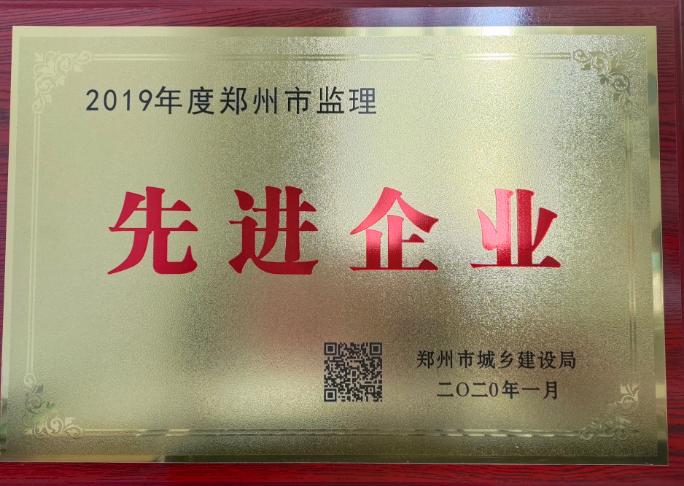 2019年度郑州市监理
先进企业
郑州市城乡建设局
二〇二〇年一月